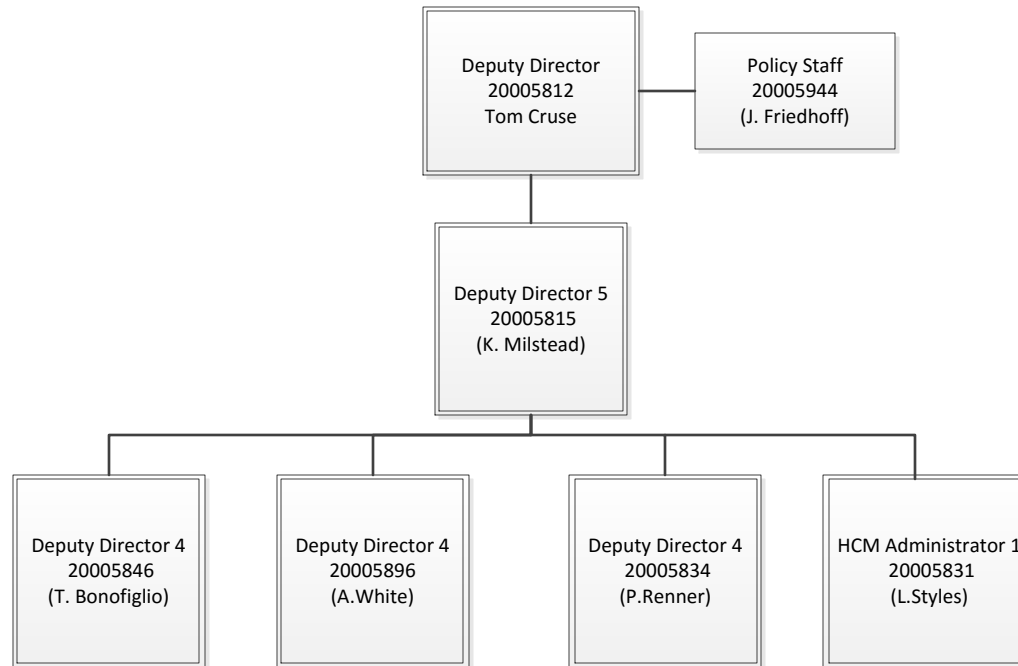 Deputy Director
20005812
Tom Cruse
Policy Staff
20005944
(J. Friedhoff)
Deputy Director 5
20005815
(K. Milstead)
Deputy Director 4
20005846
(T. Bonofiglio)
Deputy Director 4
20005896
(A.White)
Deputy Director 4
20005834
(P.Renner)
HCM Administrator 1
20005831
(L.Styles)